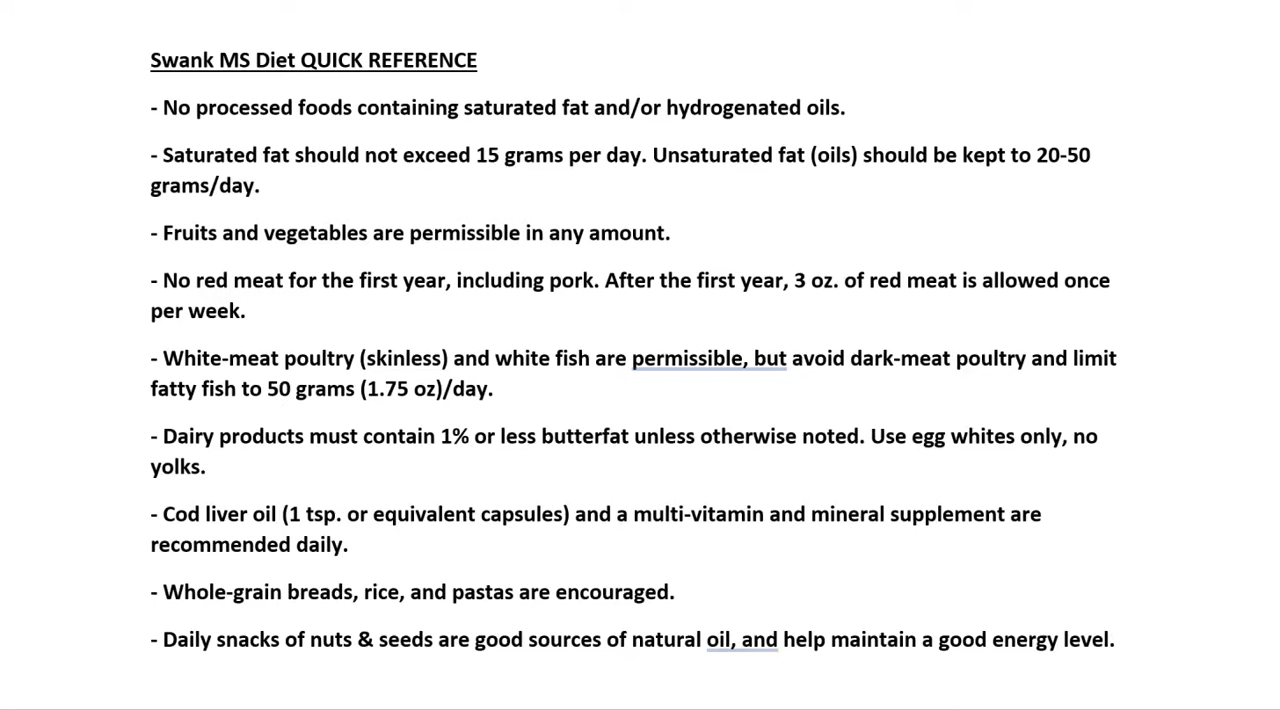 Swank MS Diet QUICK REFERENCE
- No processed foods containing saturated fat and/or hydrogenated oils.
- Saturated fat should not exceed 15 grams per day. Unsaturated fat (oils) should be kept to 20-50
grams/day.
- Fruits and vegetables are permissible in any amount.
- No red meat for the first year, including pork. After the first year, 3 oz. of red meat is allowed once
per week.
- White-meat poultry (skinless) and white fish are permissible, but avoid dark-meat poultry and limit
fatty fish to 50 grams (1.75 oz)/day.
- Dairy products must contain 1% or less butterfat unless otherwise noted. Use egg whites only, no
yolks.
- Cod liver oil (1 tsp. or equivalent capsules) and a multi-vitamin and mineral supplement are
recommended daily.
- Whole-grain breads, rice, and pastas are encouraged.
- Daily snacks of nuts & seeds are good sources of natural oil, and help maintain a good energy level.